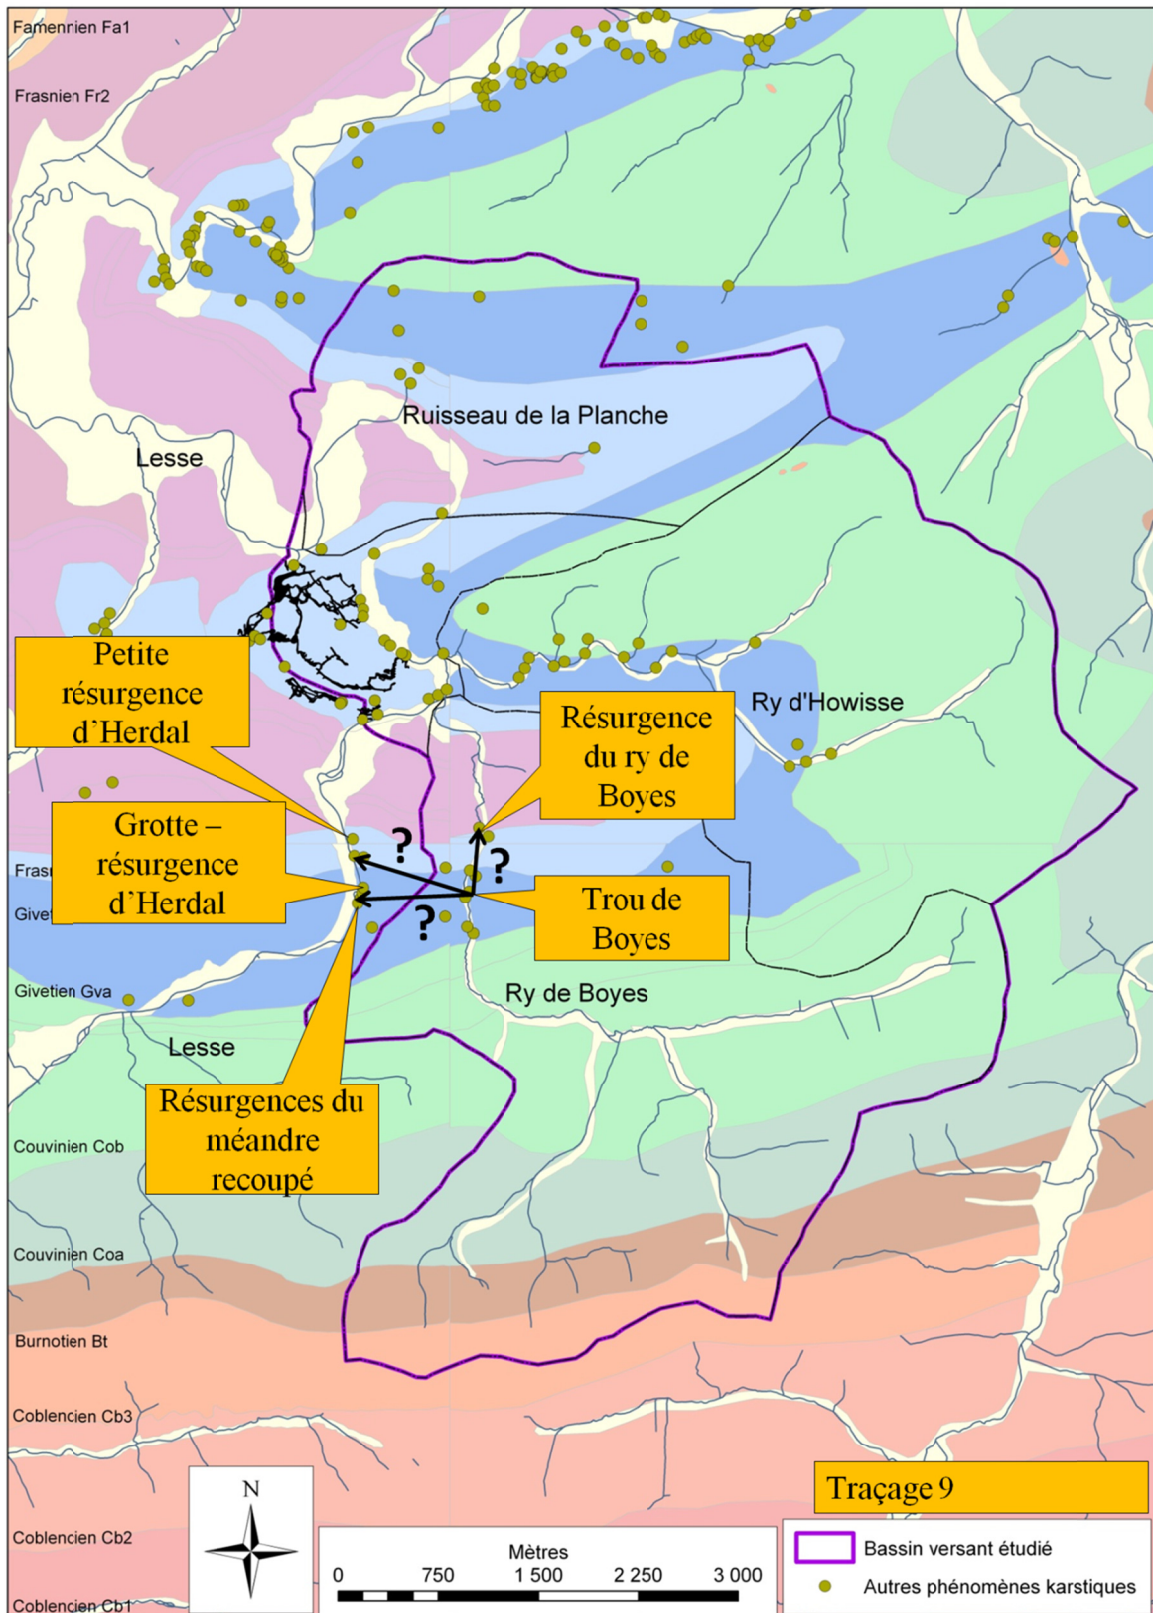 Famenrien Fa1
Frasnien Fr2
Ruisseau de la Planche
Lesse
Petite
résurgence
d'Herdal
Résurgence
du ry de
Boyes
Ry d'Howisse
Grotte –
résurgence
d'Herdal
?
?
?
Trou de
Boyes
Givetien Gva
Ry de Boyes
Lesse
Résurgences du
méandre
recoupé
Couvinien Cob
Couvinien Coa
Burnotien Bt
Coblencien Cb3
Coblencien Cb2
Coblencien Cb1
Traçage 9
N
Mètres
0 750 1 500 2 250 3 000
Bassin versant étudié
Autres phénomènes karstiques